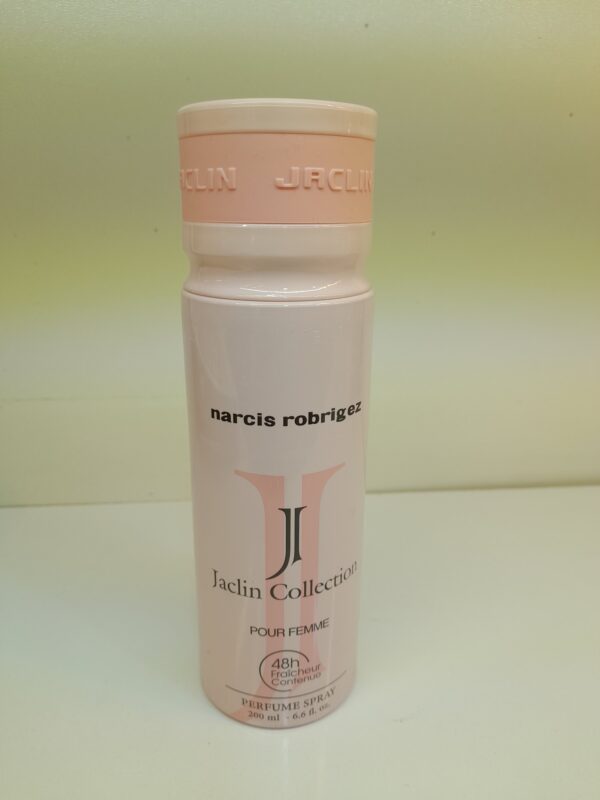 JACLIN JACLIN
narcis robrigez
J
Jaclin Collection
POUR FEMME
48h
Fraîcheur
Contenue
PERFUME SPRAY
200 ml - 6.6 fl. oz.